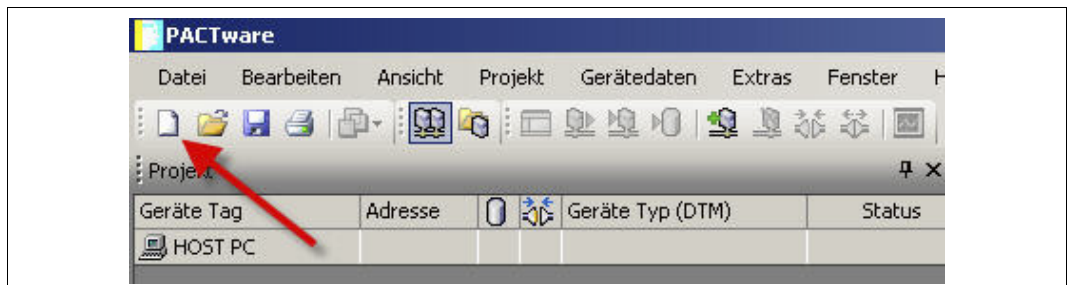 PACTware
Datei Bearbeiten Ansicht Projekt Gerätedaten Extras Fenster H
Projekt
Geräte Tag Adresse Geräte Typ (DTM) Status
HOST PC